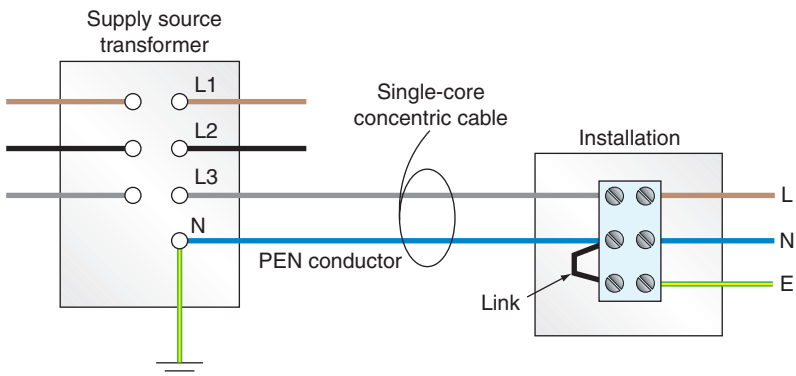 Supply source
transformer
L1
L2
L3
N
Single-core
concentric cable
PEN conductor
Installation
Link
L
N
E